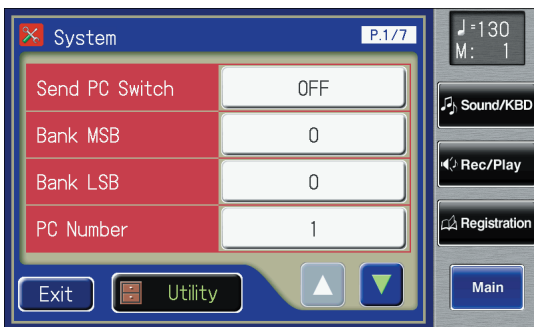 System P.1/7
Send PC Switch OFF
Bank MSB 0
Bank LSB 0
PC Number 1
Exit Utility
♩=130
M: 1
Sound/KBD
Rec/Play
Registration
Main